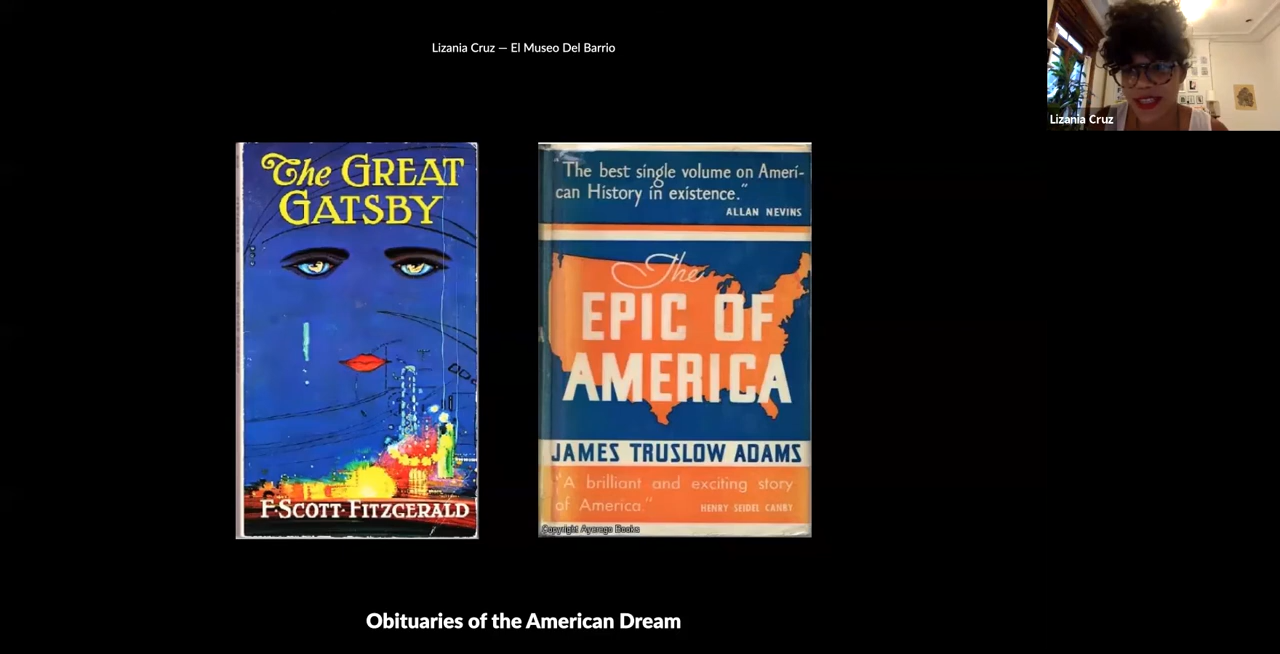 Lizania Cruz — El Museo Del Barrio
Lizania Cruz
The GREAT
GATSBY
F·SCOTT·FITZGERALD
"The best single volume on Ameri-
can History in existence."
ALLAN NEVINS
The
EPIC OF
AMERICA
JAMES TRUSLOW ADAMS
"A brilliant and exciting story
of America."
HENRY SEIDEL CANBY
Copyright Ayerego Books
Obituaries of the American Dream